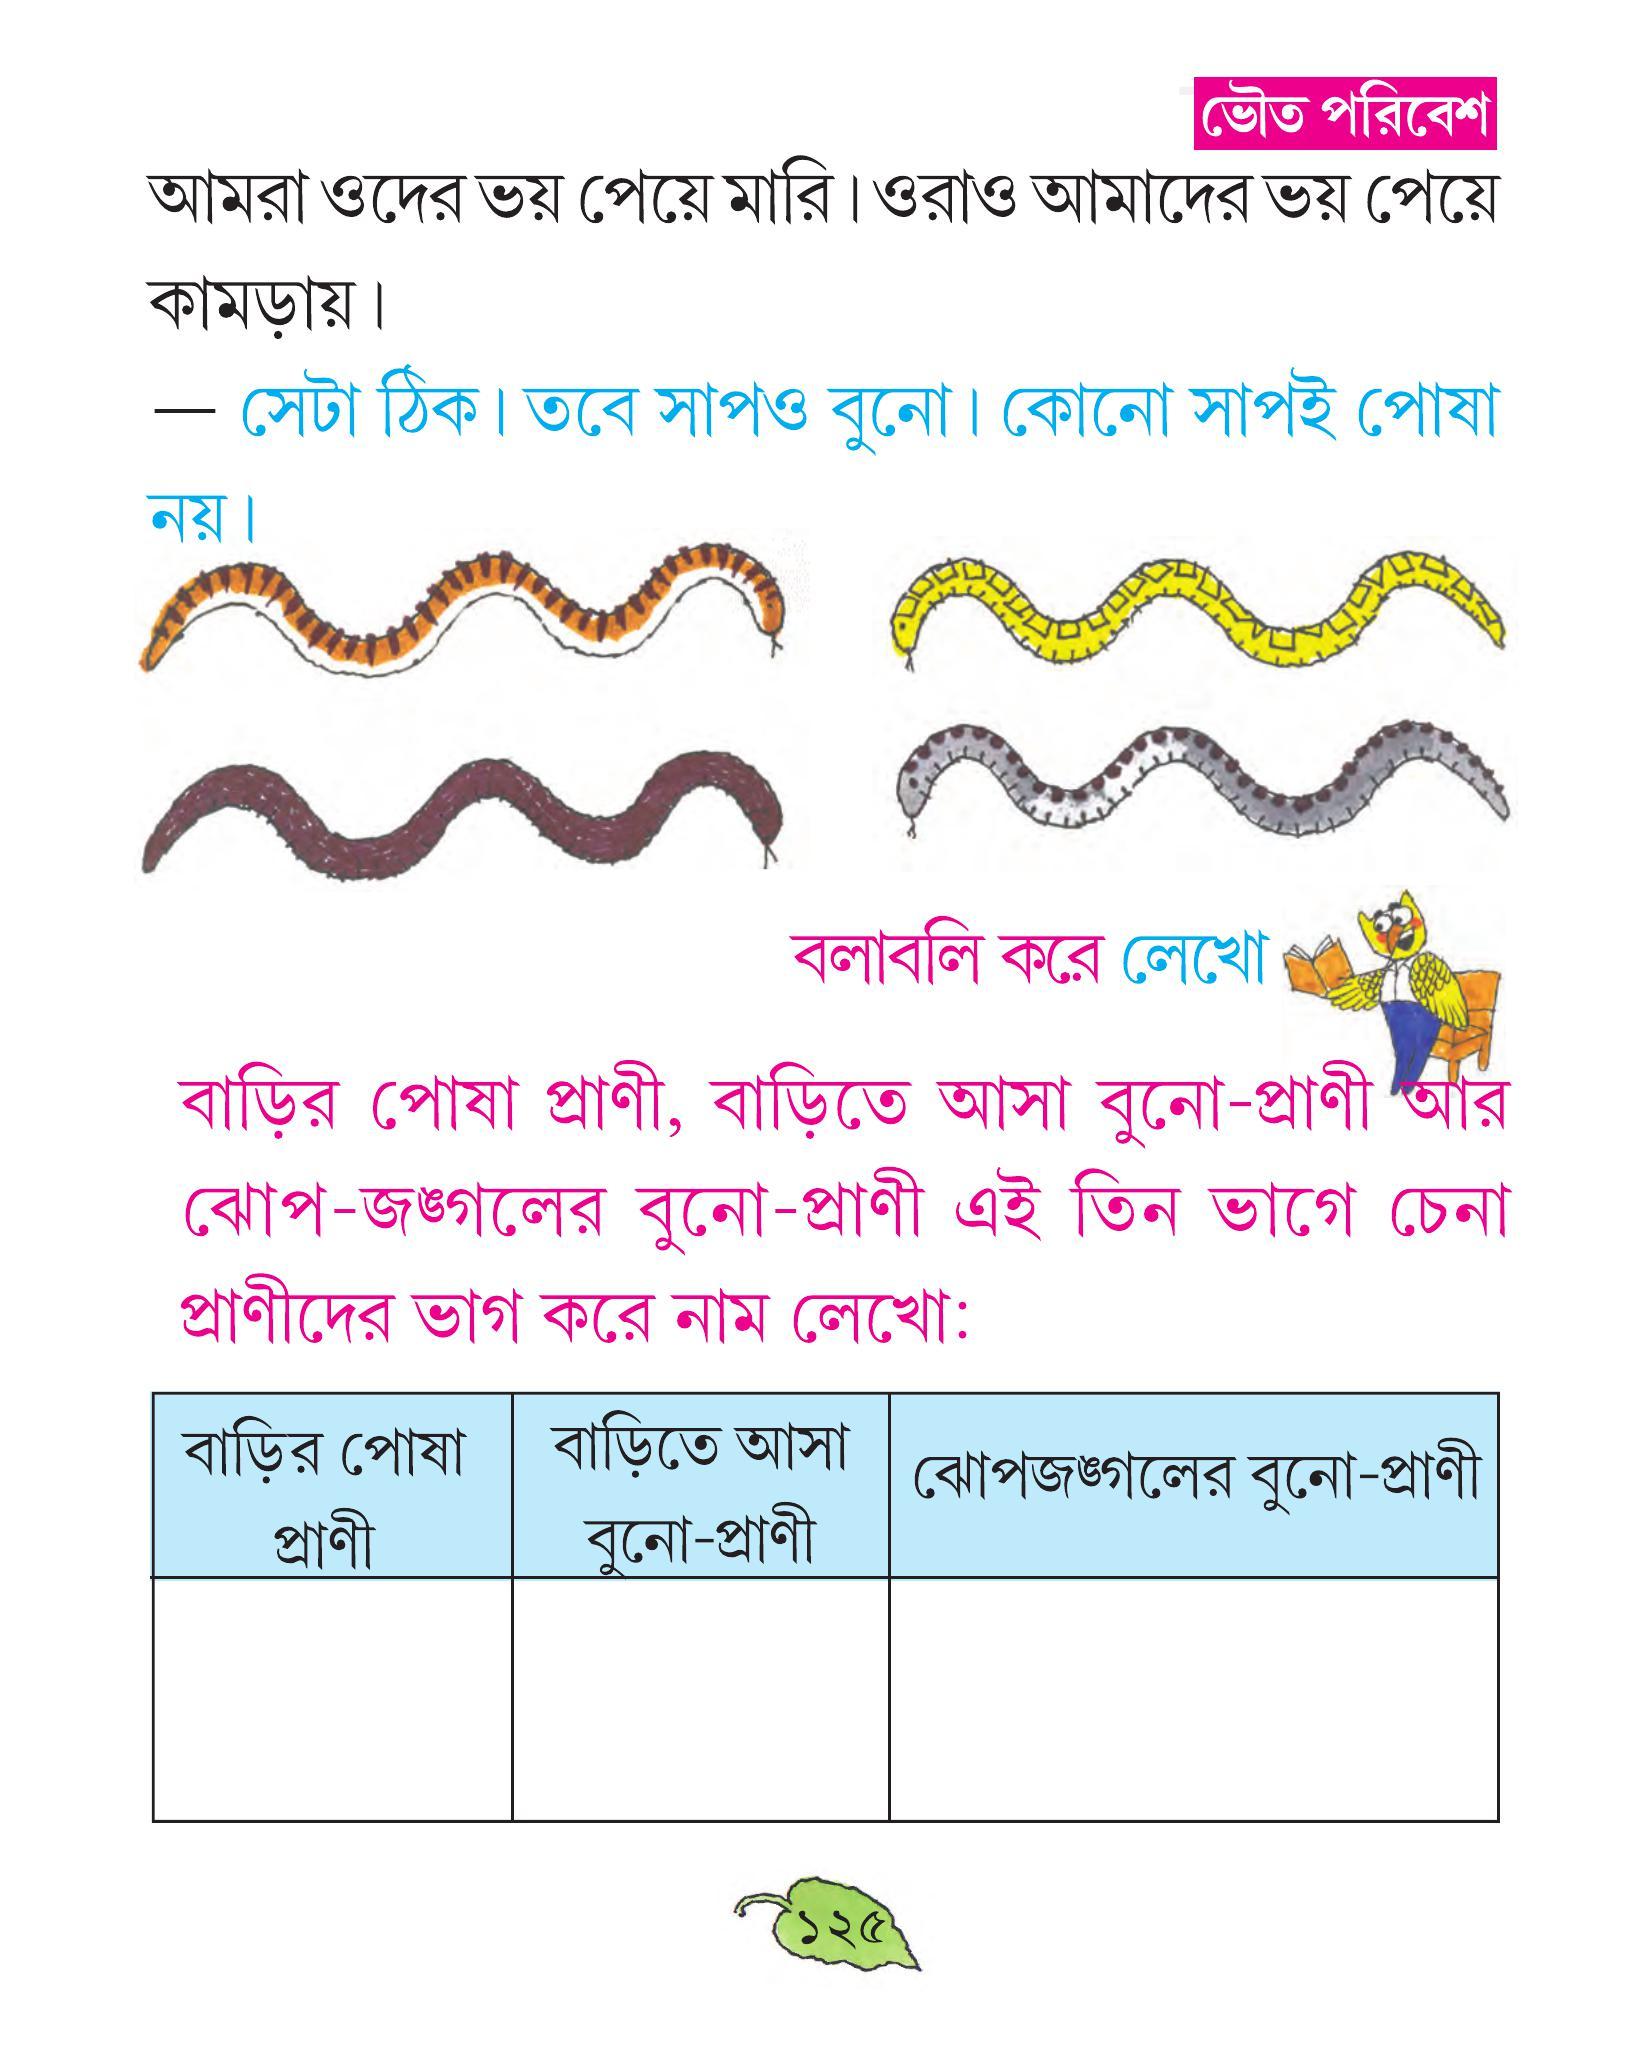 ভৌত পরিবেশ
আমরা ওদের ভয় পেয়ে মারি। ওরাও আমাদের ভয় পেয়ে
কামড়ায়।
— সেটা ঠিক। তবে সাপও বুনো। কোনো সাপই পোষা
নয়।
বলাবলি করে লেখো
বাড়ির পোষা প্রাণী, বাড়িতে আসা বুনো-প্রাণী আর
ঝোপ-জঙ্গলের বুনো-প্রাণী এই তিন ভাগে চেনা
প্রাণীদের ভাগ করে নাম লেখো:
বাড়ির পোষা
প্রাণী
বাড়িতে আসা
বুনো-প্রাণী
ঝোপজঙ্গলের বুনো-প্রাণী
১২৫